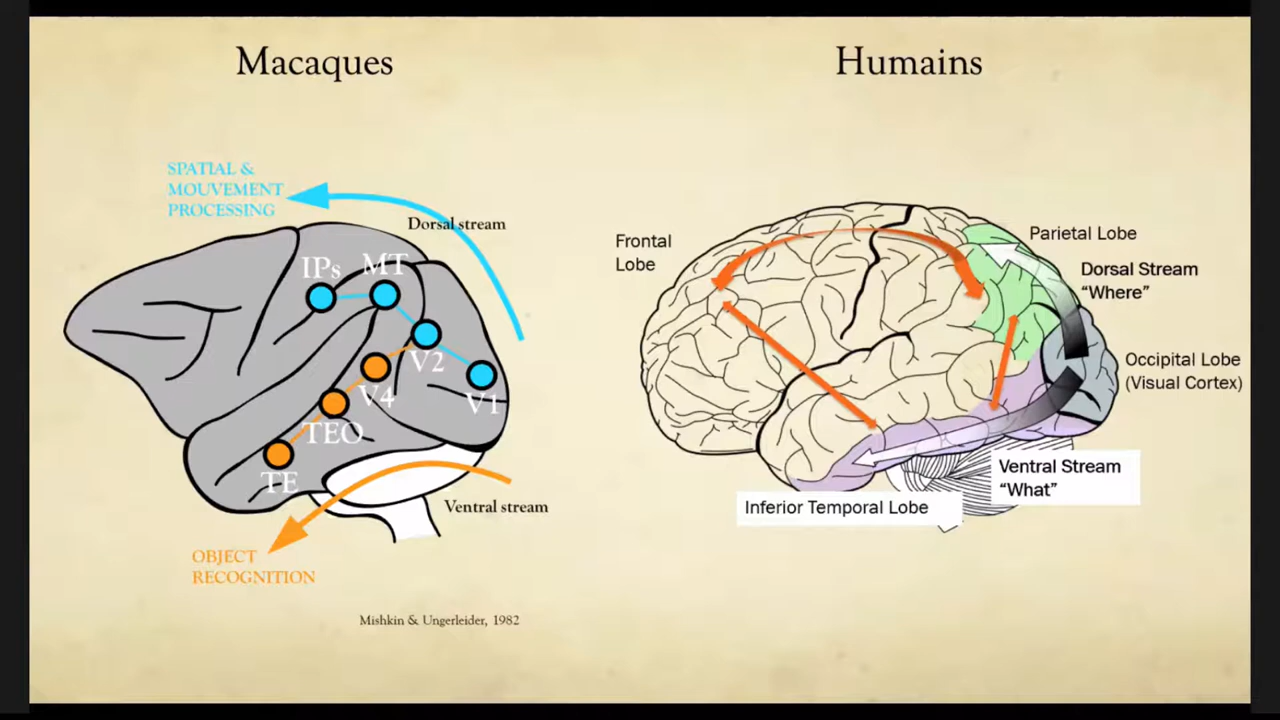 Macaques
SPATIAL &
MOUVEMENT
PROCESSING
Dorsal stream
IPs
MT
V2
V4
V1
TEO
TE
Ventral stream
OBJECT
RECOGNITION
Mishkin & Ungerleider, 1982
Humains
Frontal
Lobe
Parietal Lobe
Dorsal Stream
“Where”
Occipital Lobe
(Visual Cortex)
Ventral Stream
“What”
Inferior Temporal Lobe